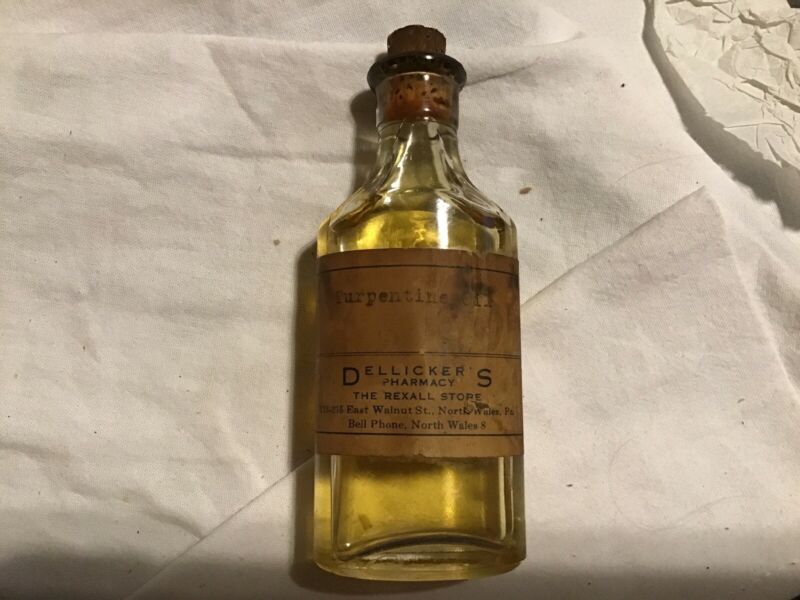 Turpentine Oil
DELLICKER'S
PHARMACY
THE REXALL STORE
East Walnut St., North Wales, Pa.
Bell Phone, North Wales 8